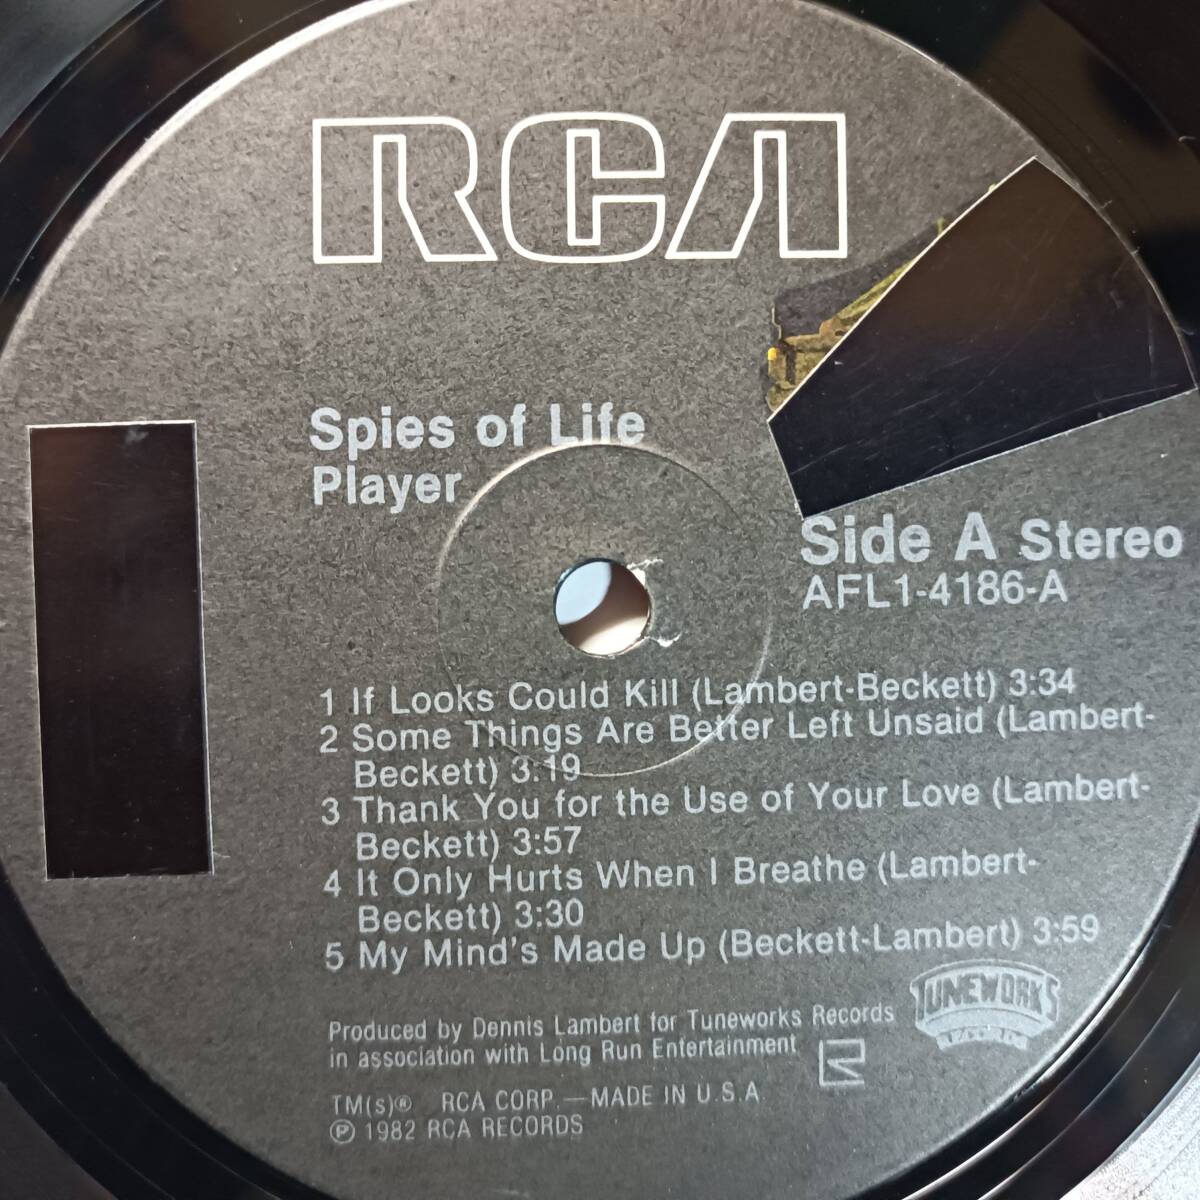 RCA
Spies of Life
Player
Side A Stereo
AFL1-4186-A
1 If Looks Could Kill (Lambert-Beckett) 3:34
2 Some Things Are Better Left Unsaid (Lambert-
Beckett) 3:19
3 Thank You for the Use of Your Love (Lambert-
Beckett) 3:57
4 It Only Hurts When I Breathe (Lambert-
Beckett) 3:30
5 My Mind's Made Up (Beckett-Lambert) 3:59
TUNEWORKS
RECORDS
Produced by Dennis Lambert for Tuneworks Records
in association with Long Run Entertainment
TM(s)® RCA CORP.—MADE IN U.S.A
℗ 1982 RCA RECORDS